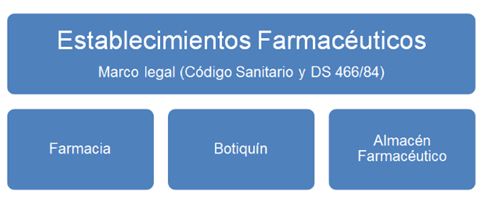 Establecimientos Farmacéuticos
Marco legal (Código Sanitario y DS 466/84)
Farmacia
Botiquín
Almacén
Farmacéutico